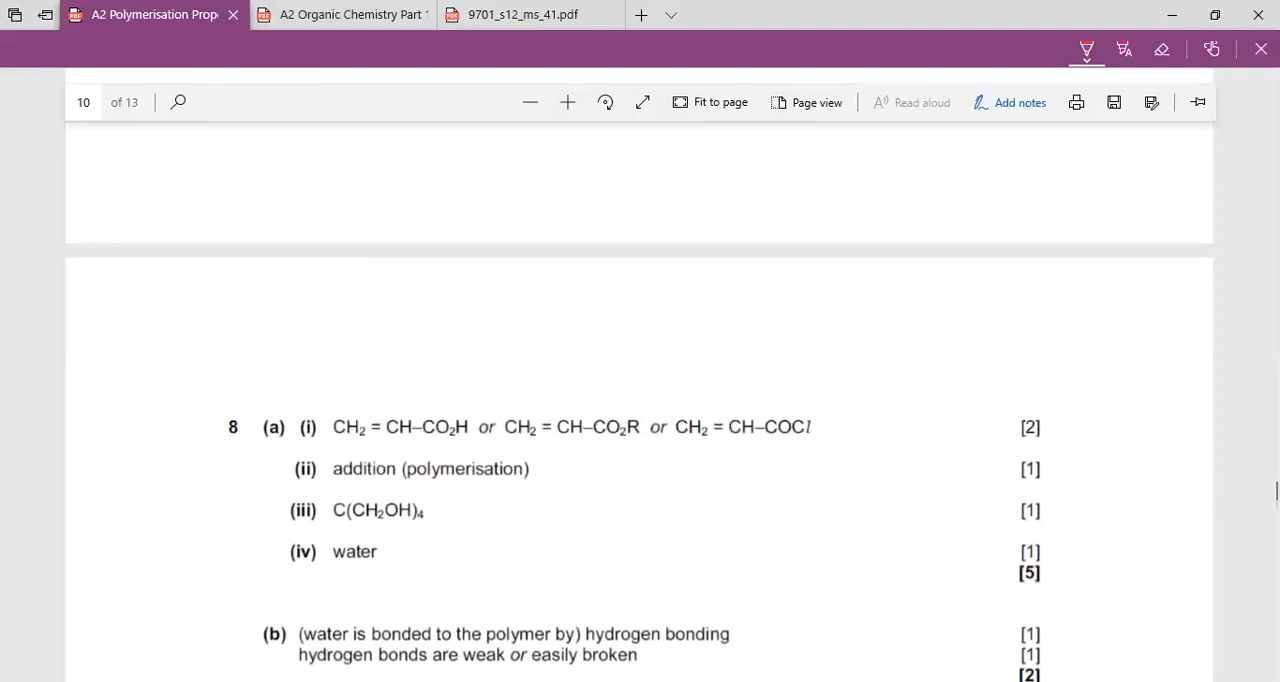 A2 Polymerisation Prop
A2 Organic Chemistry Part 1
9701_s12_ms_41.pdf
10 of 13
Fit to page
Page view
Read aloud
Add notes
8 (a) (i) CH₂ = CH–CO₂H or CH₂ = CH–CO₂R or CH₂ = CH–COCl [2]
(ii) addition (polymerisation) [1]
(iii) C(CH₂OH)₄ [1]
(iv) water [1]
[5]
(b) (water is bonded to the polymer by) hydrogen bonding [1]
hydrogen bonds are weak or easily broken [1]
[2]